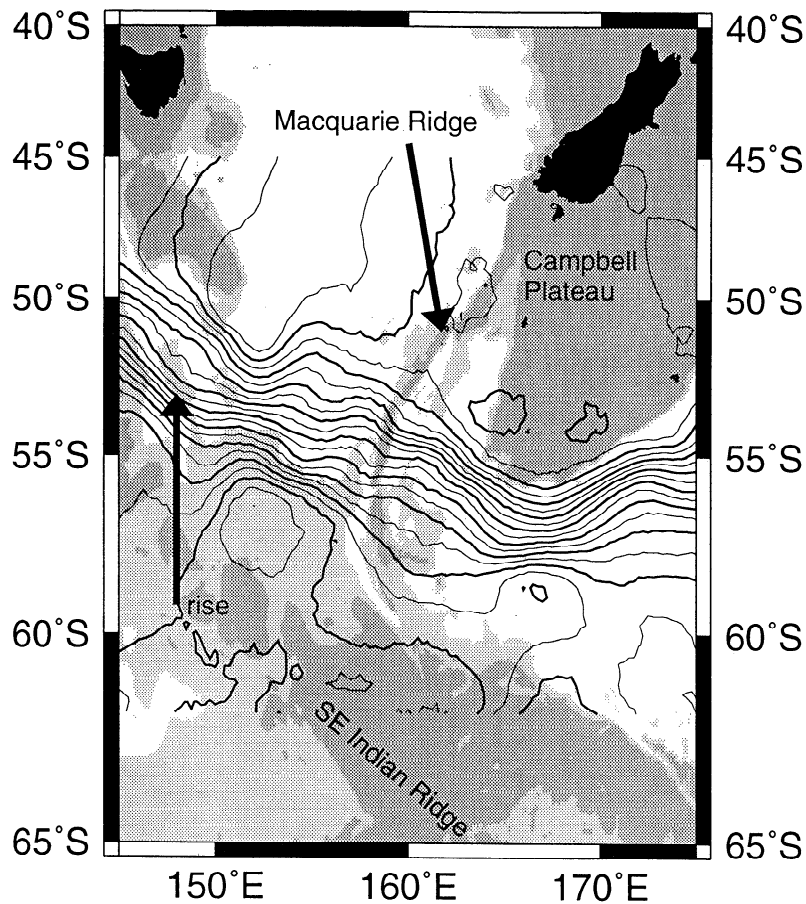 40°S
40°S
Macquarie Ridge
45°S
45°S
Campbell
Plateau
50°S
50°S
55°S
55°S
rise
60°S
60°S
SE Indian Ridge
65°S
65°S
150°E
160°E
170°E